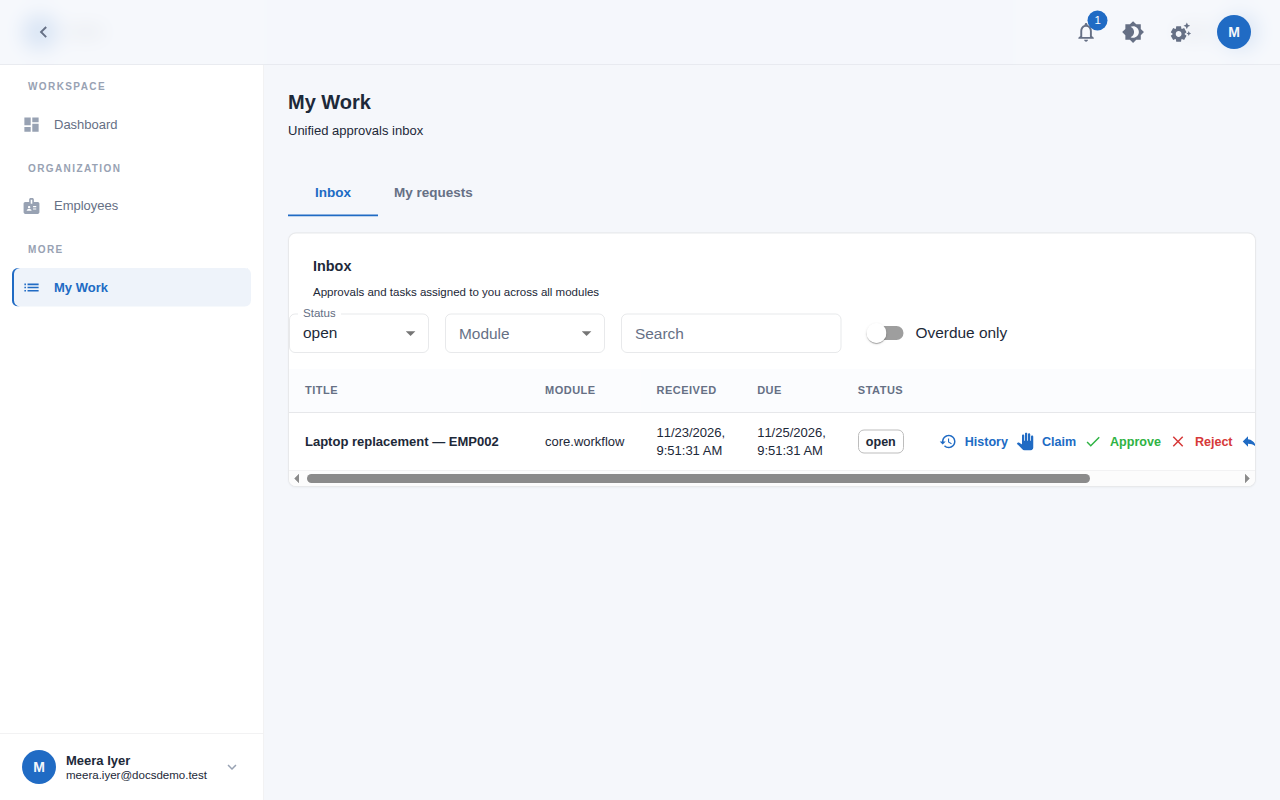 1
M
WORKSPACE
Dashboard
ORGANIZATION
Employees
MORE
My Work
My Work
Unified approvals inbox
Inbox
My requests
Inbox
Approvals and tasks assigned to you across all modules
Status
open
Module
Search
Overdue only
TITLE MODULE RECEIVED DUE STATUS
Laptop replacement — EMP002 core.workflow 11/23/2026, 9:51:31 AM 11/25/2026, 9:51:31 AM open History Claim Approve Reject
M
Meera Iyer
meera.iyer@docsdemo.test